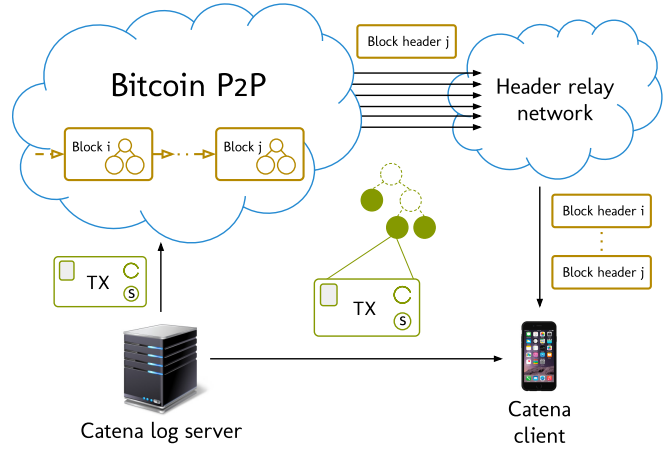 Block header j
Bitcoin P2P
Header relay
network
Block i
Block j
Block header i
Block header j
TX
S
TX
S
Catena log server
Catena
client